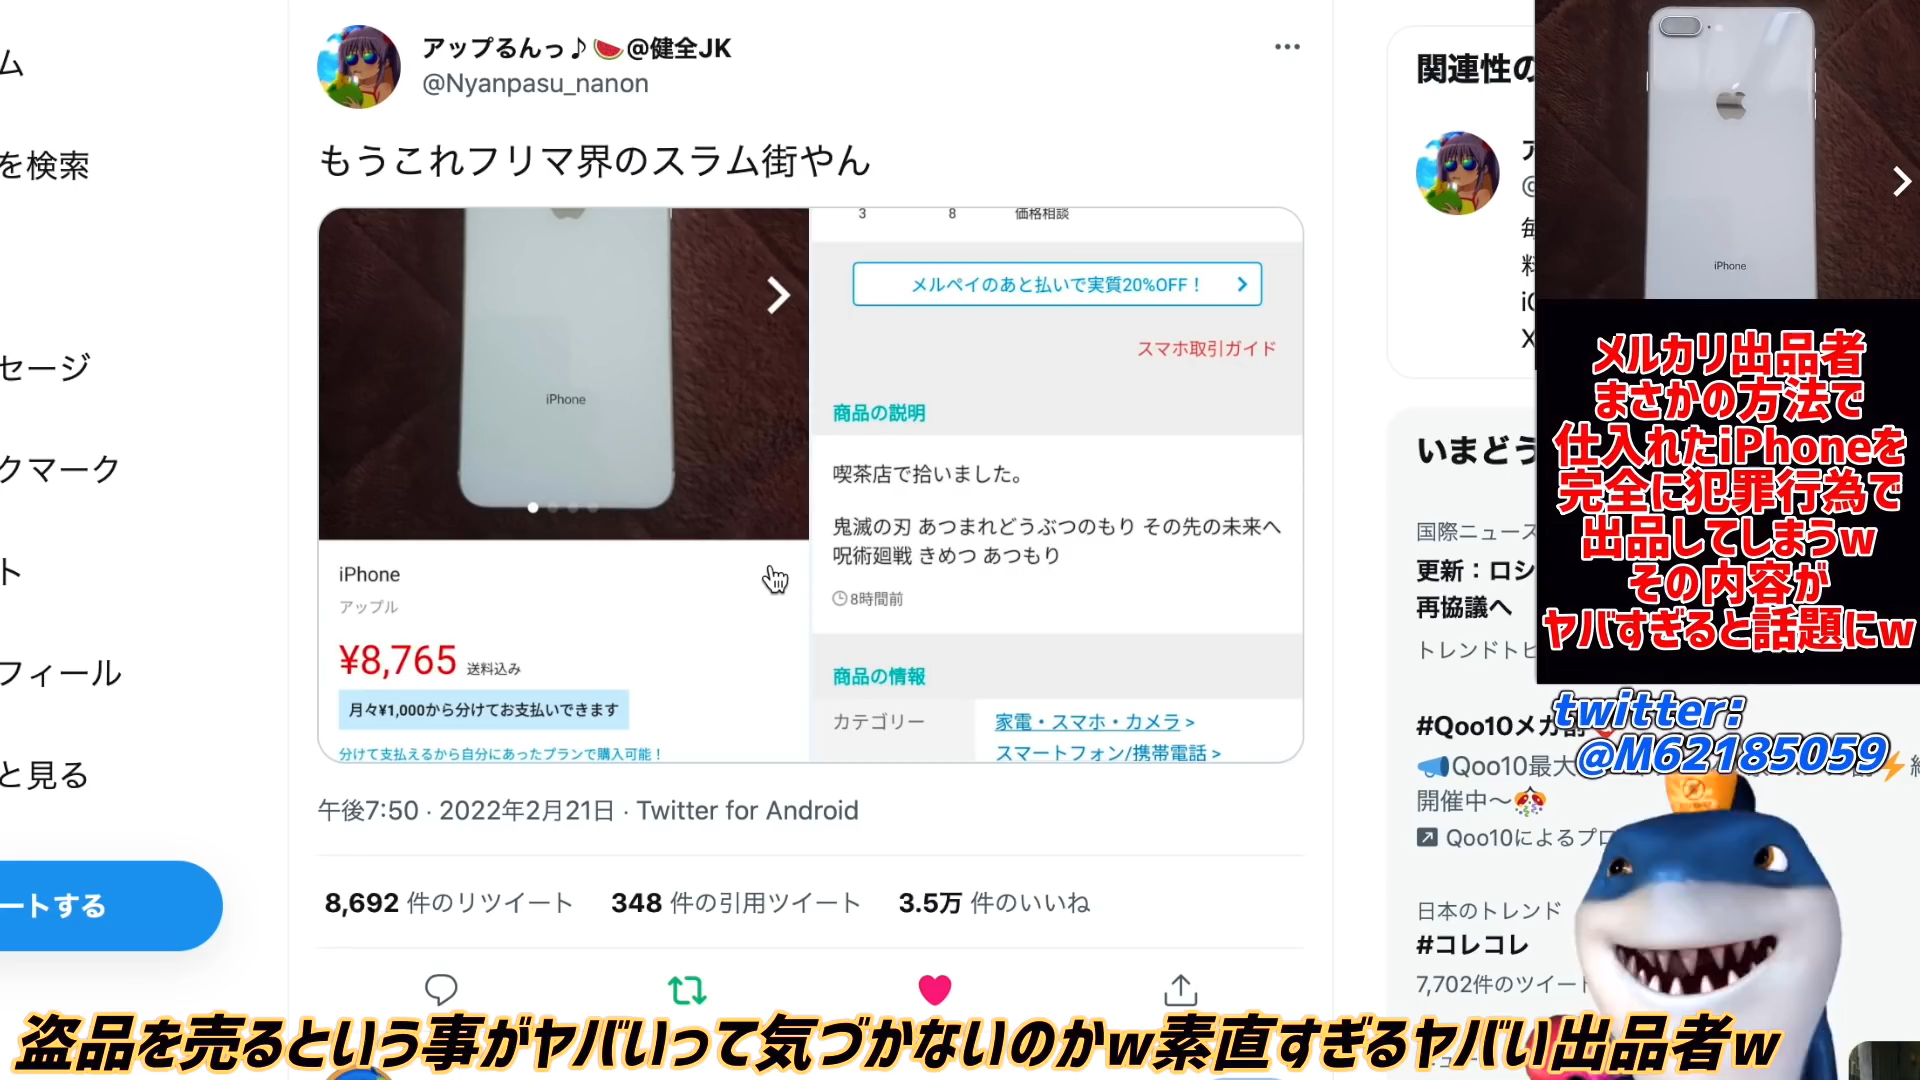 ム
を検索
セージ
クマーク
ト
フィール
と見る
ートする
アップるんっ♪🍉@健全JK
@Nyanpasu_nanon
もうこれフリマ界のスラム街やん
iPhone
iPhone
アップル
¥8,765 送料込み
月々¥1,000から分けてお支払いできます
分けて支払えるから自分にあったプランで購入可能！
3 8 価格相談
メルペイのあと払いで実質20%OFF！
スマホ取引ガイド
商品の説明
喫茶店で拾いました。
鬼滅の刃 あつまれどうぶつのもり その先の未来へ
呪術廻戦 きめつ あつもり
8時間前
商品の情報
カテゴリー
家電・スマホ・カメラ >
スマートフォン/携帯電話 >
午後7:50 · 2022年2月21日 · Twitter for Android
8,692 件のリツイート 348 件の引用ツイート 3.5万 件のいいね
関連性の
いまどう
国際ニュース
更新：ロシ
再協議へ
トレンドトピ
#Qoo10メガ割
Qoo10最大
開催中〜
Qoo10によるプロ
日本のトレンド
#コレコレ
7,702件のツイート
iPhone
メルカリ出品者
まさかの方法で
仕入れたiPhoneを
完全に犯罪行為で
出品してしまうw
その内容が
ヤバすぎると話題にw
twitter:
@M62185059
盗品を売るという事がヤバいって気づかないのかw素直すぎるヤバい出品者w